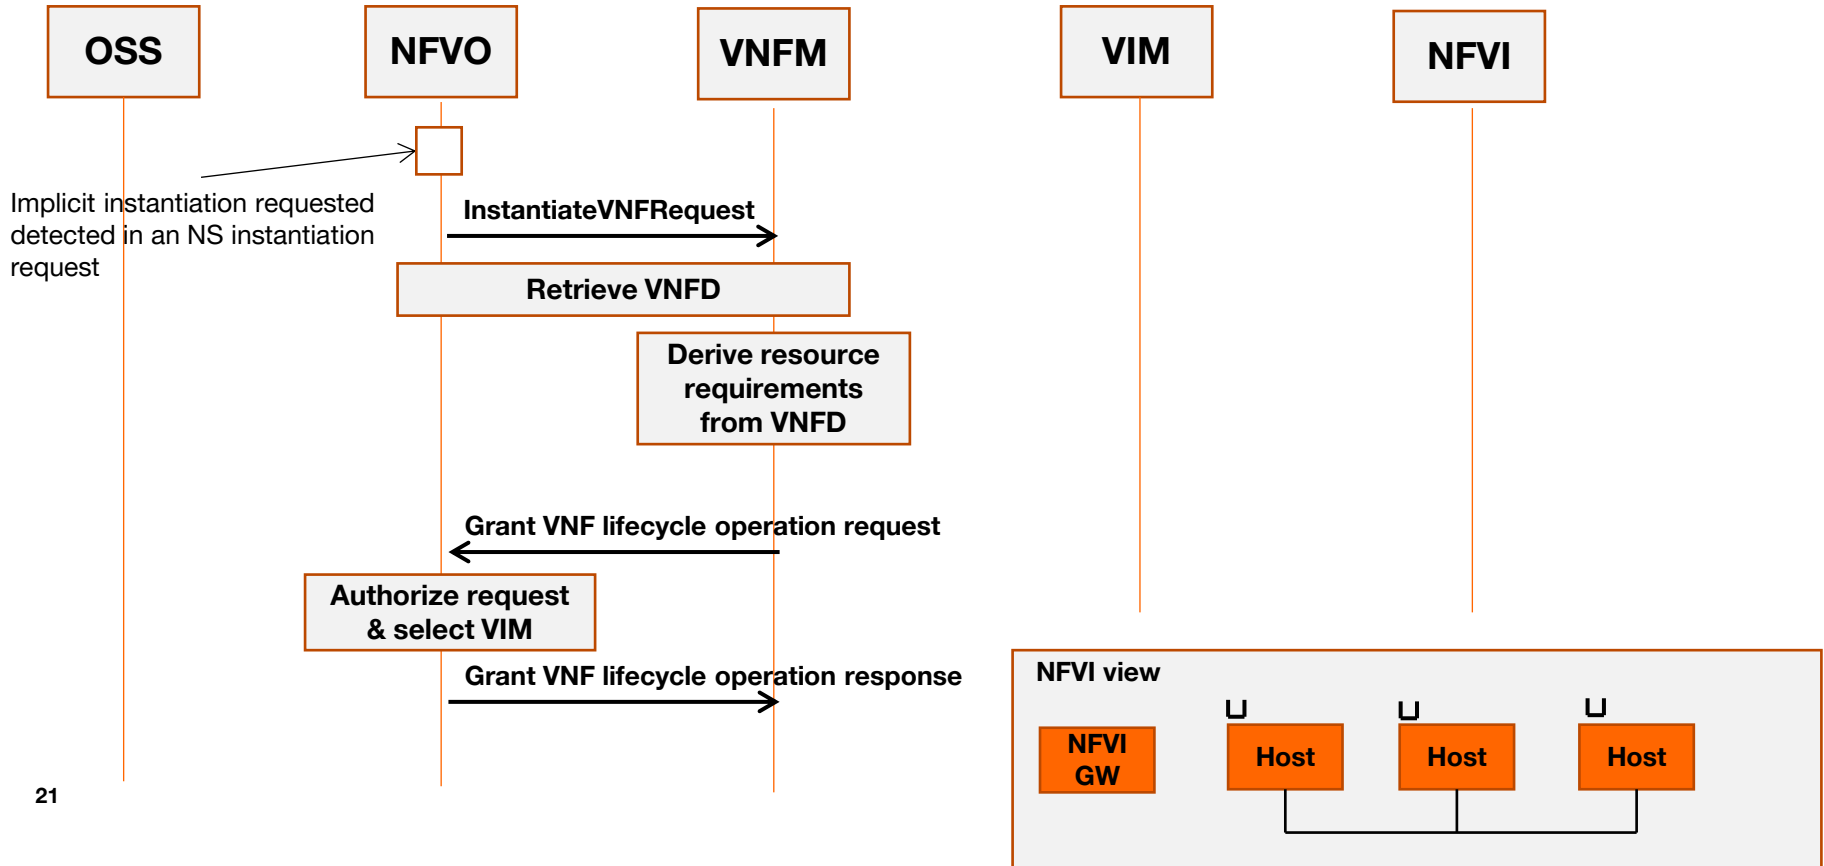 OSS
NFVO
VNFM
VIM
NFVI
Implicit instantiation requested
detected in an NS instantiation
request
InstantiateVNFRequest
Retrieve VNFD
Derive resource
requirements
from VNFD
Grant VNF lifecycle operation request
Authorize request
& select VIM
Grant VNF lifecycle operation response
NFVI view
NFVI
GW
Host
Host
Host
21